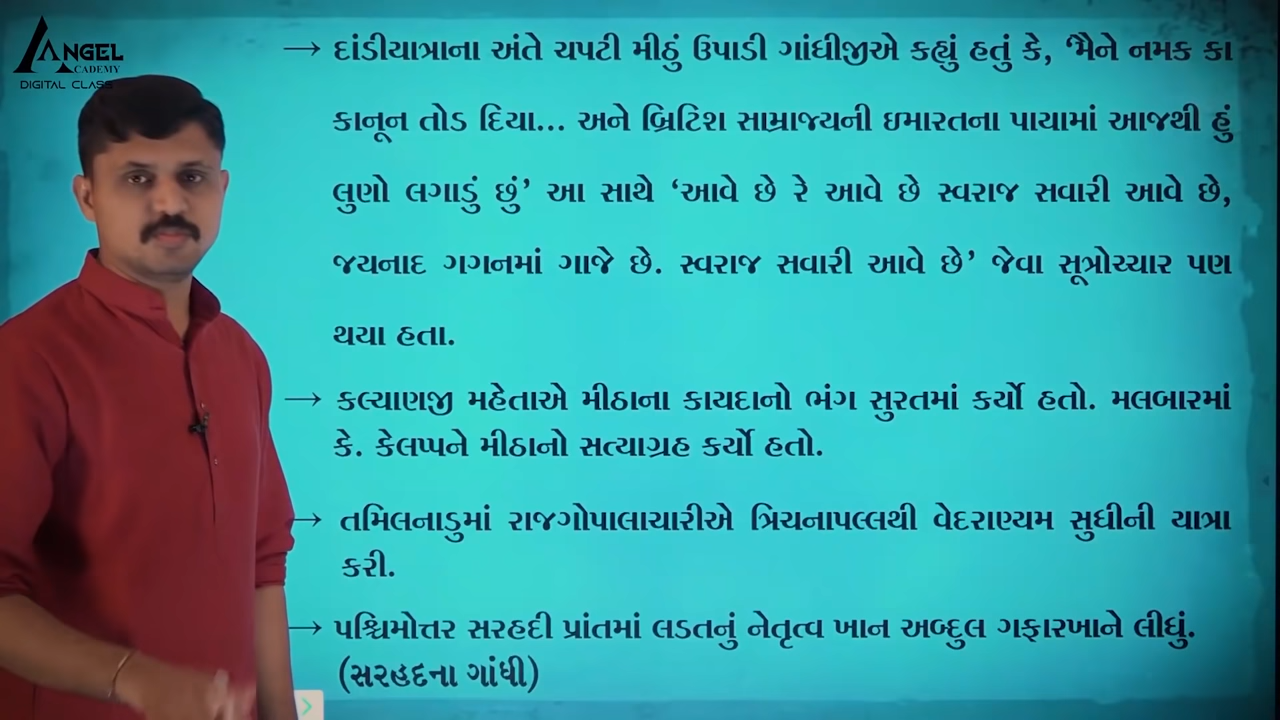 ANGEL
ACADEMY
DIGITAL CLASS
→ દાંડીયાત્રાના અંતે ચપટી મીઠું ઉપાડી ગાંધીજીએ કહ્યું હતું કે, ‘મૈને નમક કા
કાનૂન તોડ દિયા... અને બ્રિટિશ સામ્રાજ્યની ઇમારતના પાયામાં આજથી હું
લુણો લગાડું છું’ આ સાથે ‘આવે છે રે આવે છે સ્વરાજ સવારી આવે છે,
જયનાદ ગગનમાં ગાજે છે. સ્વરાજ સવારી આવે છે’ જેવા સૂત્રોચ્ચાર પણ
થયા હતા.
→ કલ્યાણજી મહેતાએ મીઠાના કાયદાનો ભંગ સુરતમાં કર્યો હતો. મલબારમાં
કે. કેલપ્પને મીઠાનો સત્યાગ્રહ કર્યો હતો.
→ તમિલનાડુમાં રાજગોપાલાચારીએ ત્રિચનાપલ્લથી વેદરાણ્યમ સુધીની યાત્રા
કરી.
→ પશ્ચિમોત્તર સરહદી પ્રાંતમાં લડતનું નેતૃત્વ ખાન અબ્દુલ ગફારખાને લીધું.
(સરહદના ગાંધી)